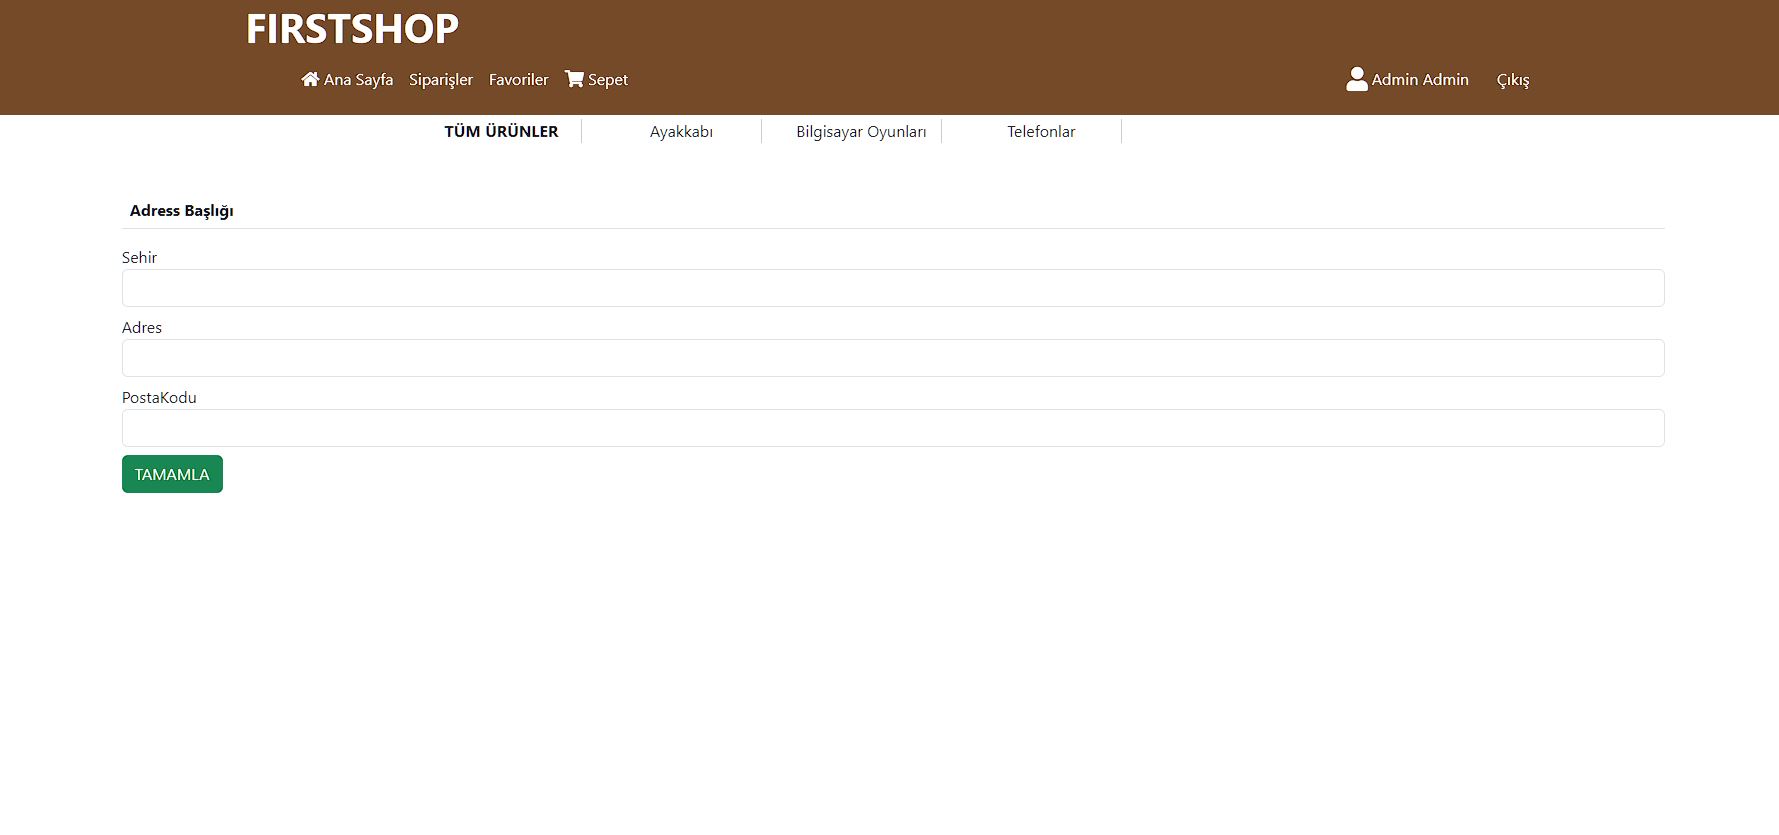 FIRSTSHOP
Ana Sayfa Siparişler Favoriler Sepet Admin Admin Çıkış
TÜM ÜRÜNLER Ayakkabı Bilgisayar Oyunları Telefonlar
Adress Başlığı
Sehir
Adres
PostaKodu
TAMAMLA